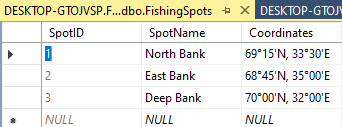 DESKTOP-GTOJVSP.F...dbo.FishingSpots DESKTOP-GTOJVSP
SpotID SpotName Coordinates
1 North Bank 69°15'N, 33°30'E
2 East Bank 68°45'N, 35°00'E
3 Deep Bank 70°00'N, 32°00'E
NULL NULL NULL